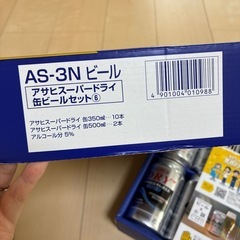 AS-3N ビール
アサヒスーパードライ
缶ビールセット⑥
4901004010988
アサヒスーパードライ 缶350ml…10本
アサヒスーパードライ 缶500ml…2本
アルコール分 5%